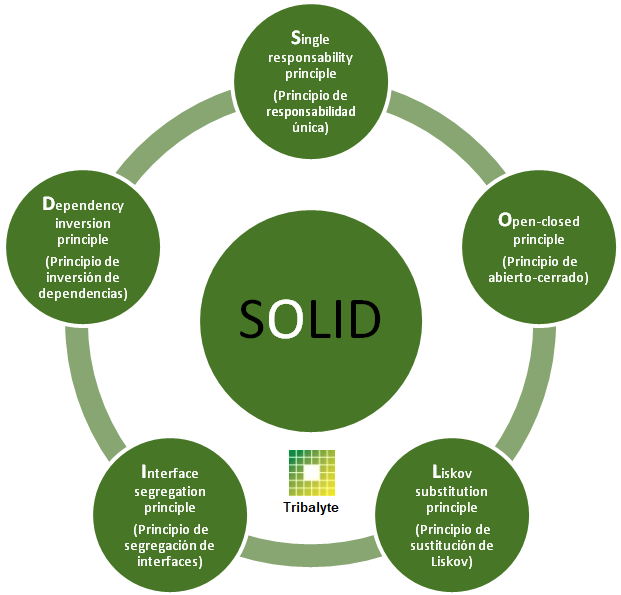 Single
responsability
principle
(Principio de
responsabilidad
única)
Open-closed
principle
(Principio de
abierto-cerrado)
Liskov
substitution
principle
(Principio de
sustitución de
Liskov)
Interface
segregation
principle
(Principio de
segregación de
interfaces)
Dependency
inversion
principle
(Principio de
inversión de
dependencias)
SOLID
Tribalyte